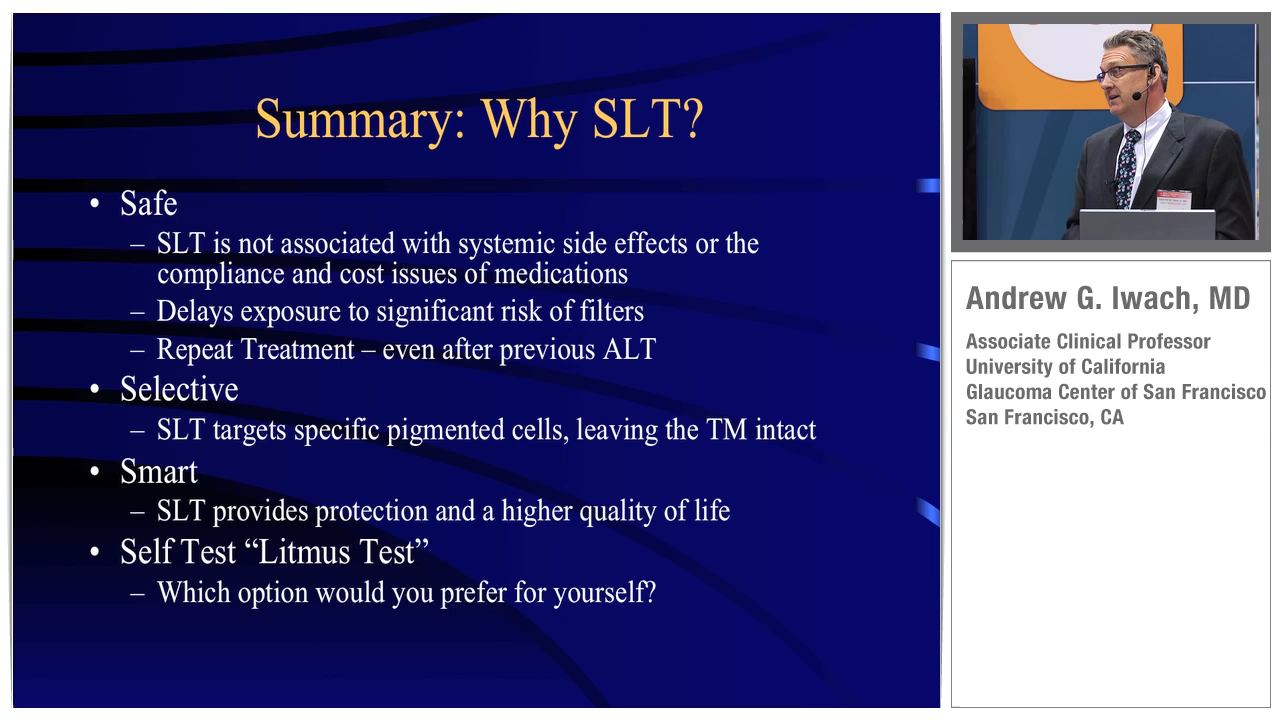 Summary: Why SLT?
• Safe
– SLT is not associated with systemic side effects or the
compliance and cost issues of medications
– Delays exposure to significant risk of filters
– Repeat Treatment – even after previous ALT
• Selective
– SLT targets specific pigmented cells, leaving the TM intact
• Smart
– SLT provides protection and a higher quality of life
• Self Test “Litmus Test”
– Which option would you prefer for yourself?
Andrew G. Iwach, MD
Associate Clinical Professor
University of California
Glaucoma Center of San Francisco
San Francisco, CA